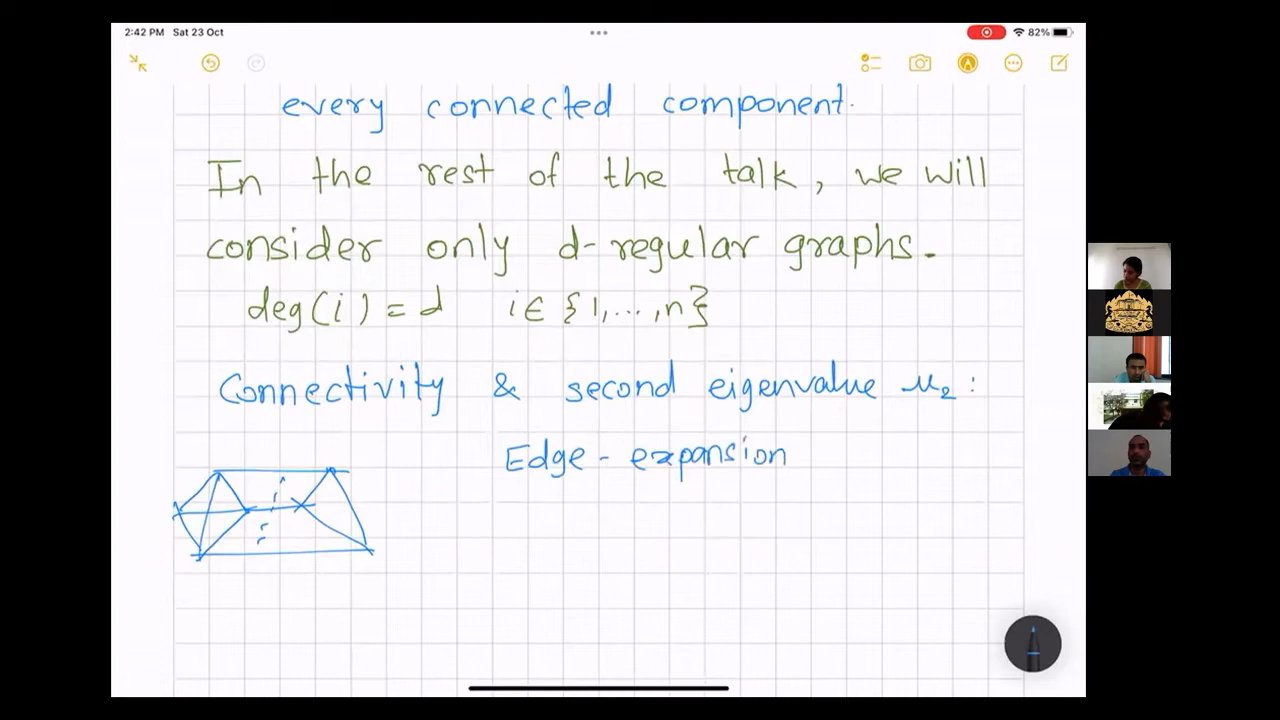 2:42 PM Sat 23 Oct
82%
every connected component.
In the rest of the talk, we will
consider only d-regular graphs.
deg(i) = d i ∈ {1,...,n}
Connectivity & second eigenvalue μ₂:
Edge-expansion